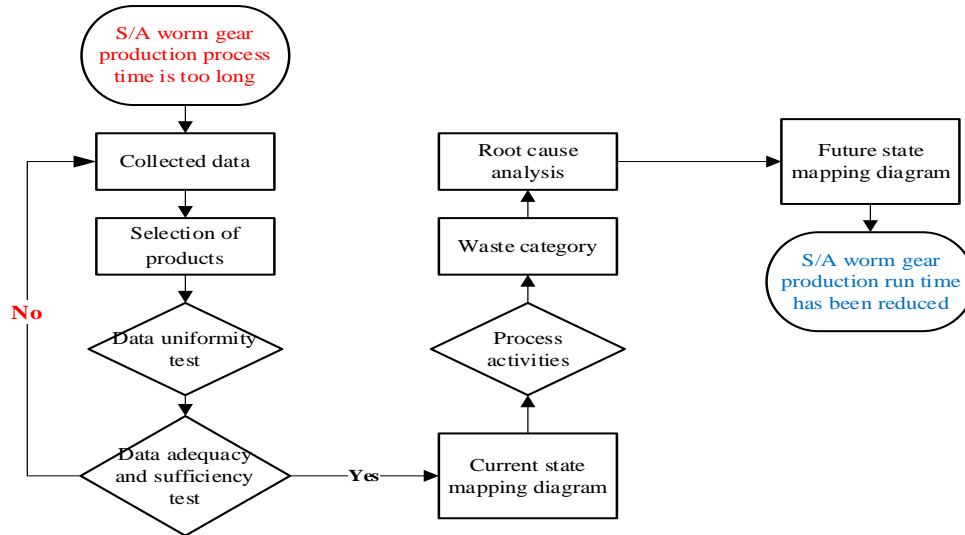 S/A worm gear
production process
time is too long
Collected data
Selection of
products
Data uniformity
test
Data adequacy
and sufficiency
test
No
Yes
Current state
mapping diagram
Process
activities
Waste category
Root cause
analysis
Future state
mapping diagram
S/A worm gear
production run time
has been reduced